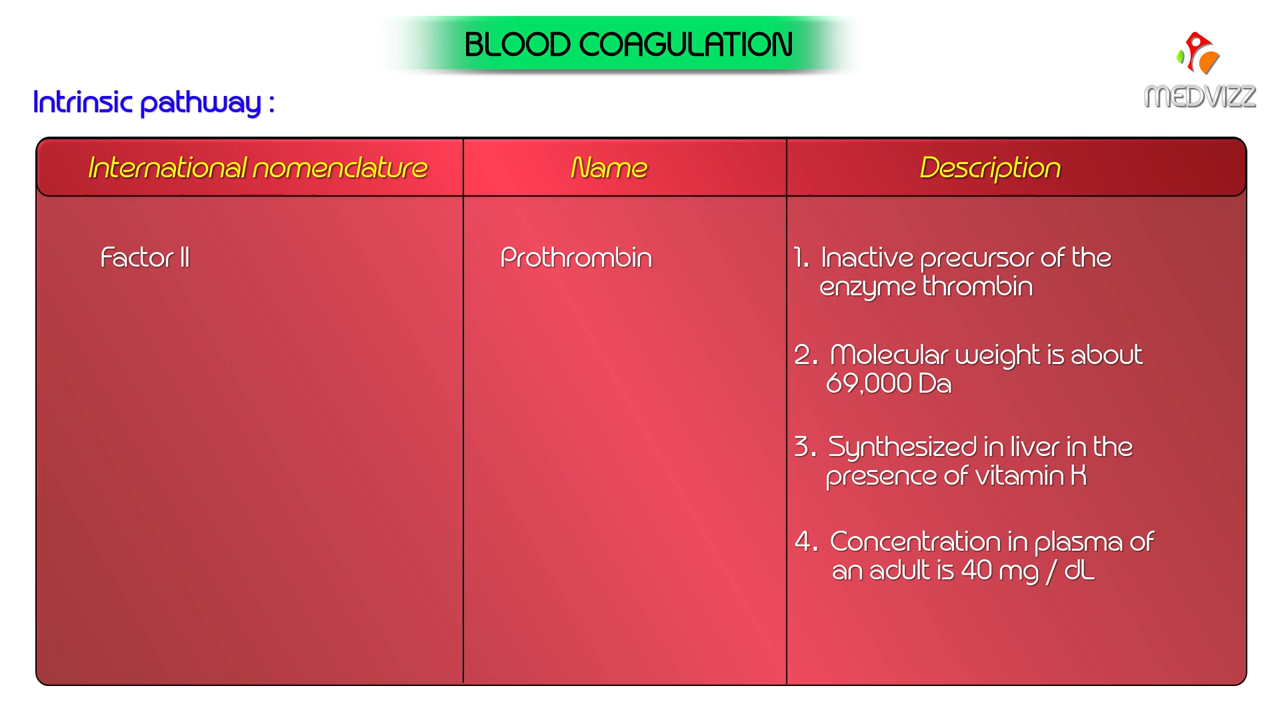 BLOOD COAGULATION
MEDVIZZ
Intrinsic pathway :
International nomenclature
Name
Description
Factor II
Prothrombin
1. Inactive precursor of the
enzyme thrombin
2. Molecular weight is about
69,000 Da
3. Synthesized in liver in the
presence of vitamin K
4. Concentration in plasma of
an adult is 40 mg / dL